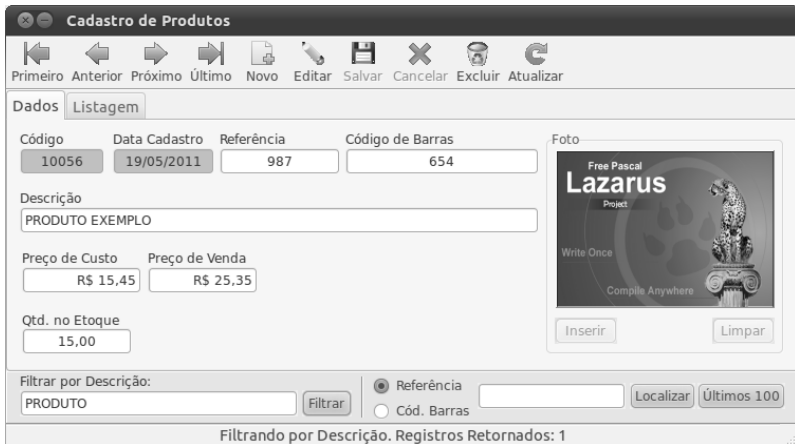 Cadastro de Produtos
Primeiro Anterior Próximo Último Novo Editar Salvar Cancelar Excluir Atualizar
Dados Listagem
Código Data Cadastro Referência Código de Barras Foto
10056 19/05/2011 987 654
Free Pascal
Lazarus
Project
Write Once
Compile Anywhere
Descrição
PRODUTO EXEMPLO
Preço de Custo Preço de Venda
R$ 15,45 R$ 25,35
Qtd. no Etoque
15,00
Inserir Limpar
Filtrar por Descrição:
PRODUTO Filtrar
Referência
Cód. Barras
Localizar Últimos 100
Filtrando por Descrição. Registros Retornados: 1